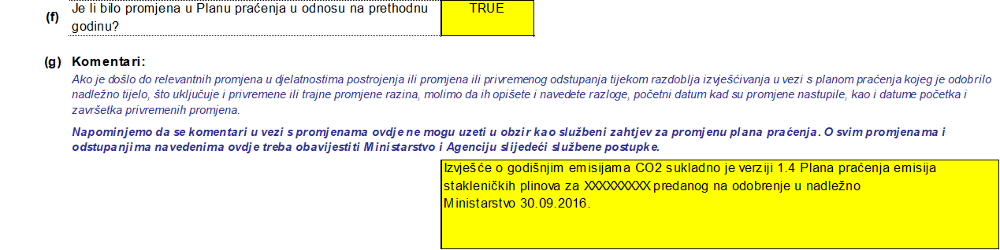 (f) Je li bilo promjena u Planu praćenja u odnosu na prethodnu godinu? TRUE
(g) Komentari:
Ako je došlo do relevantnih promjena u djelatnostima postrojenja ili promjena ili privremenog odstupanja tijekom razdoblja izvješćivanja u vezi s planom praćenja kojeg je odobrilo
nadležno tijelo, što uključuje i privremene ili trajne promjene razina, molimo da ih opišete i navedete razloge, početni datum kad su promjene nastupile, kao i datume početka i
završetka privremenih promjena.
Napominjemo da se komentari u vezi s promjenama ovdje ne mogu uzeti u obzir kao službeni zahtjev za promjenu plana praćenja. O svim promjenama i
odstupanjima navedenima ovdje treba obavijestiti Ministarstvo i Agenciju slijedeći službene postupke.
Izvješće o godišnjim emisijama CO2 sukladno je verziji 1.4 Plana praćenja emisija
stakleničkih plinova za XXXXXXXXX predanog na odobrenje u nadležno
Ministarstvo 30.09.2016.